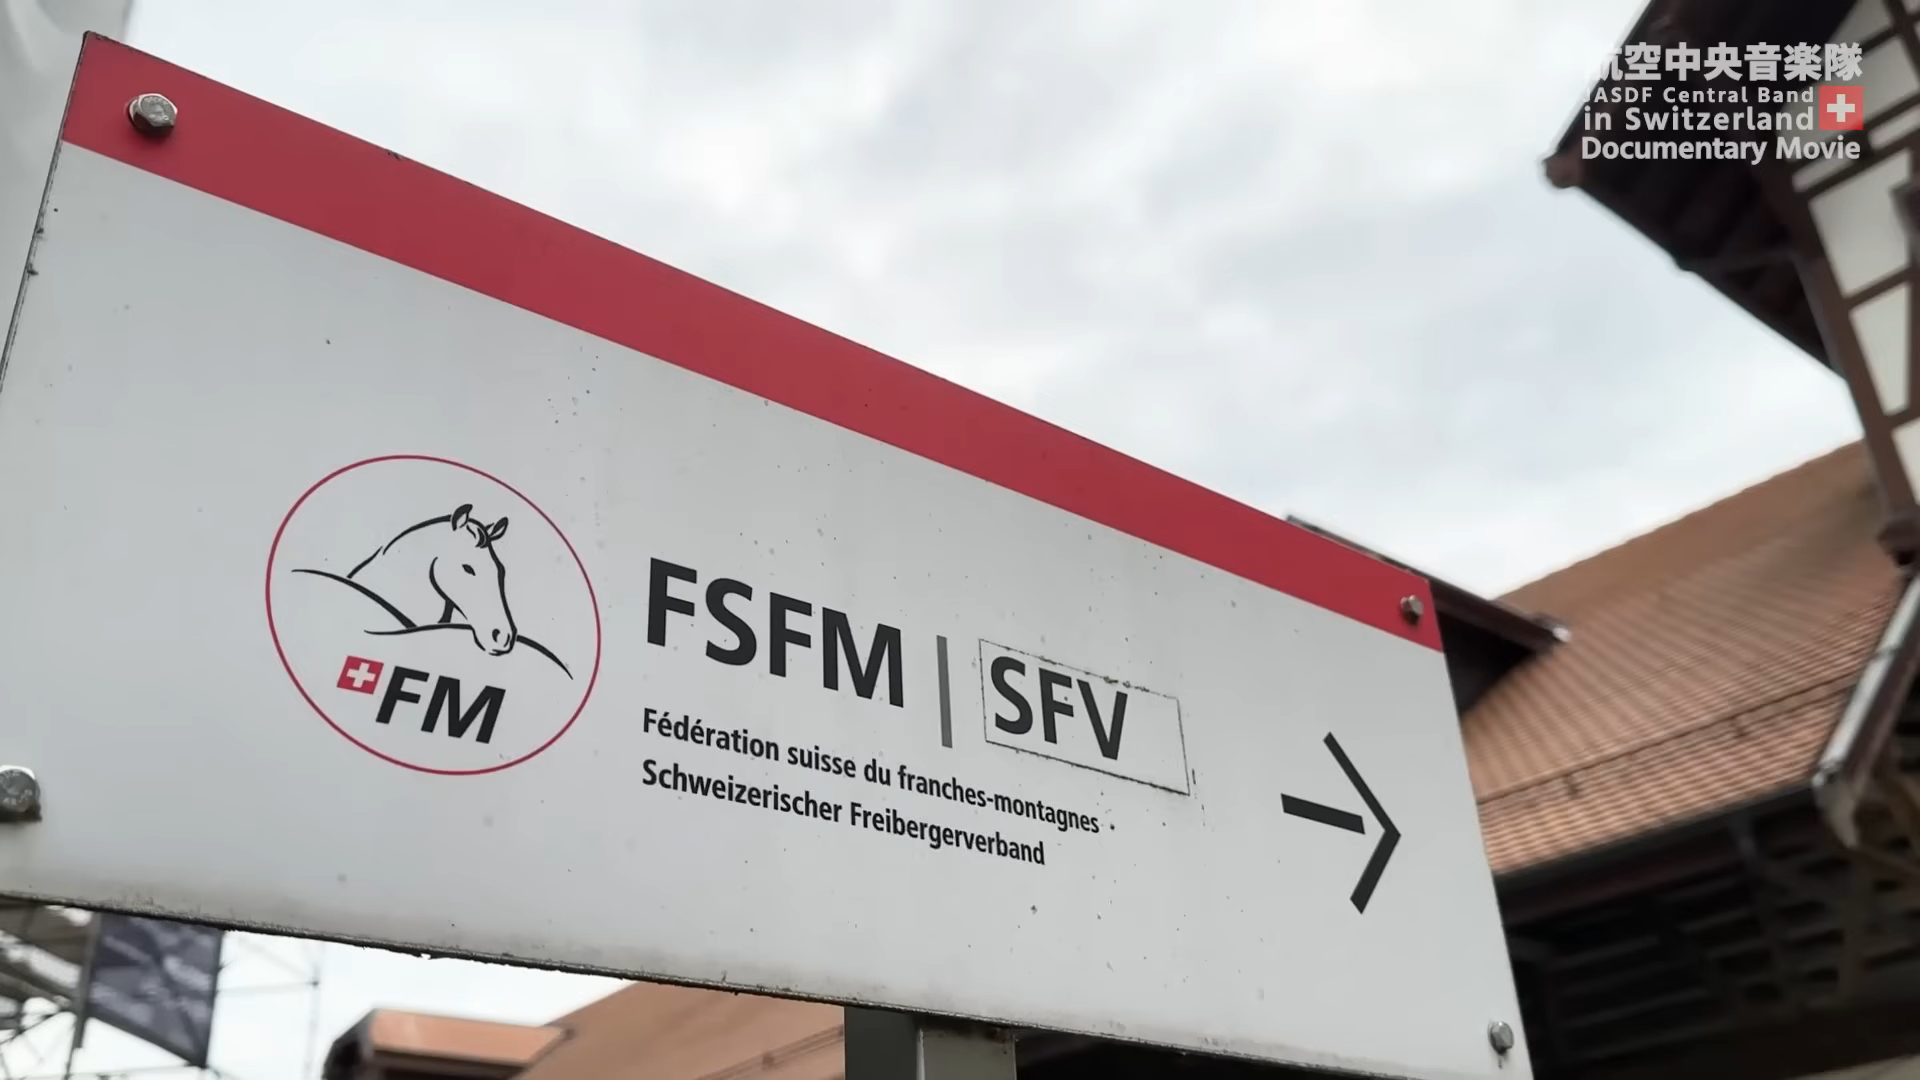 航空中央音楽隊
JASDF Central Band
in Switzerland
Documentary Movie
FM
FSFM | SFV
Fédération suisse du franches-montagnes
Schweizerischer Freibergerverband